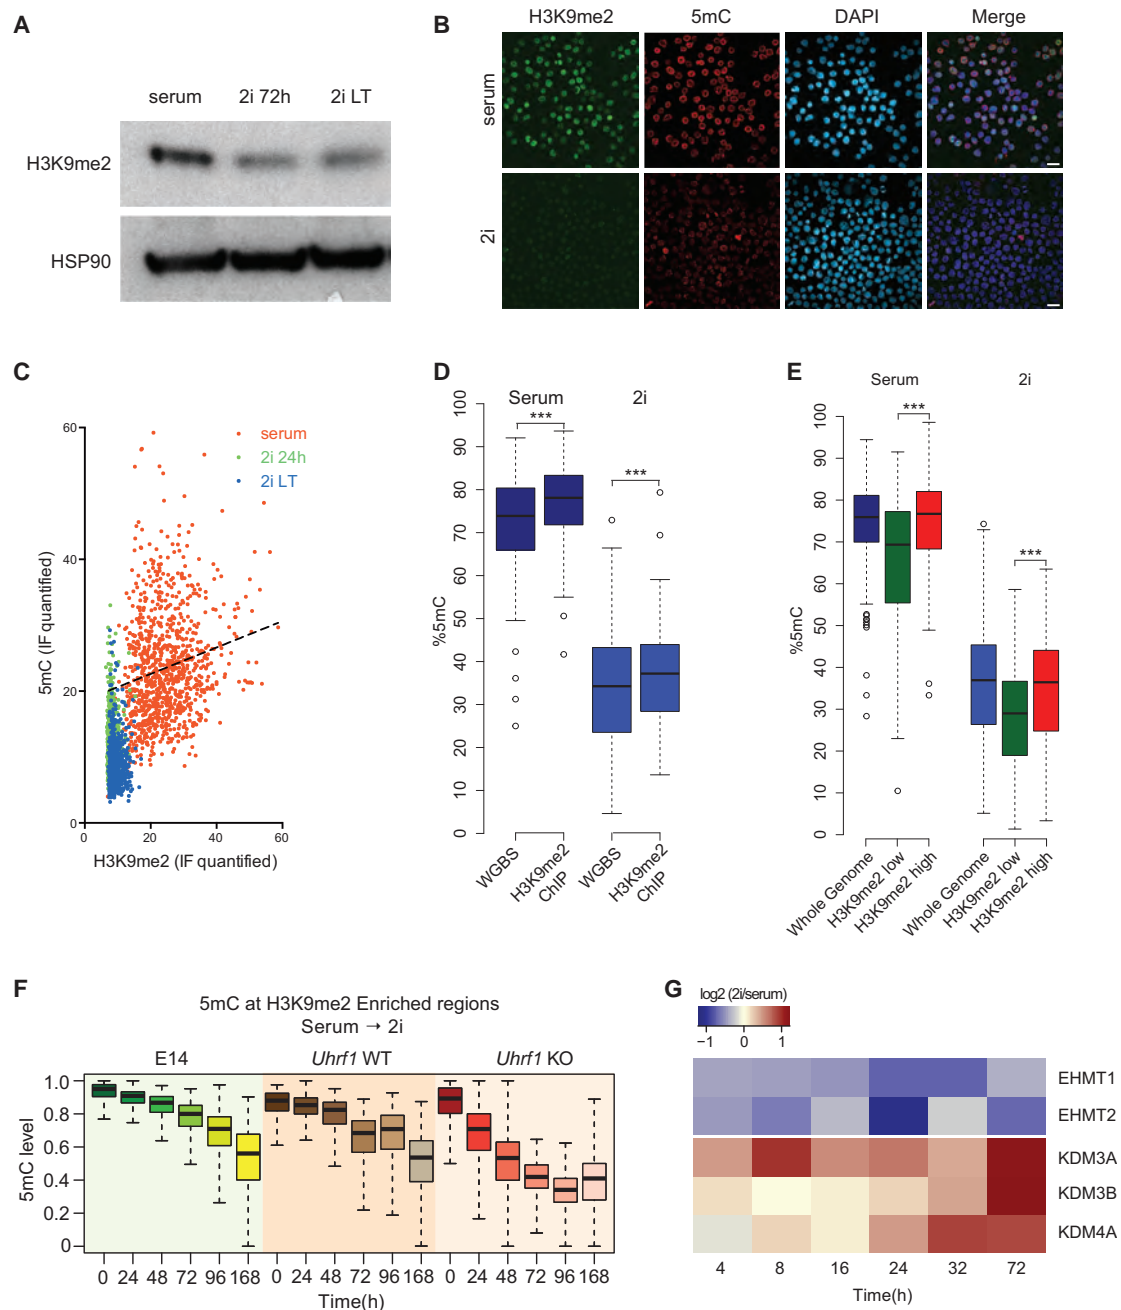 A
serum 2i 72h 2i LT
H3K9me2
HSP90
B
H3K9me2 5mC DAPI Merge
serum
2i
C
60
40
20
0
5mC (IF quantified)
serum
2i 24h
2i LT
0 20 40 60
H3K9me2 (IF quantified)
D
Serum 2i
*** ***
100
90
80
70
60
50
40
30
20
10
0
%5mC
WGBS
H3K9me2
ChIP
WGBS
H3K9me2
ChIP
E
Serum 2i
*** ***
100
90
80
70
60
50
40
30
20
10
0
%5mC
Whole Genome
H3K9me2 low
H3K9me2 high
Whole Genome
H3K9me2 low
H3K9me2 high
F
5mC at H3K9me2 Enriched regions
Serum → 2i
E14 Uhrf1 WT Uhrf1 KO
1.0
0.8
0.6
0.4
0.2
0
5mC level
0 24 48 72 96 168 0 24 48 72 96 168 0 24 48 72 96 168
Time(h)
G
log2 (2i/serum)
−1 0 1
EHMT1
EHMT2
KDM3A
KDM3B
KDM4A
4 8 16 24 32 72
Time(h)